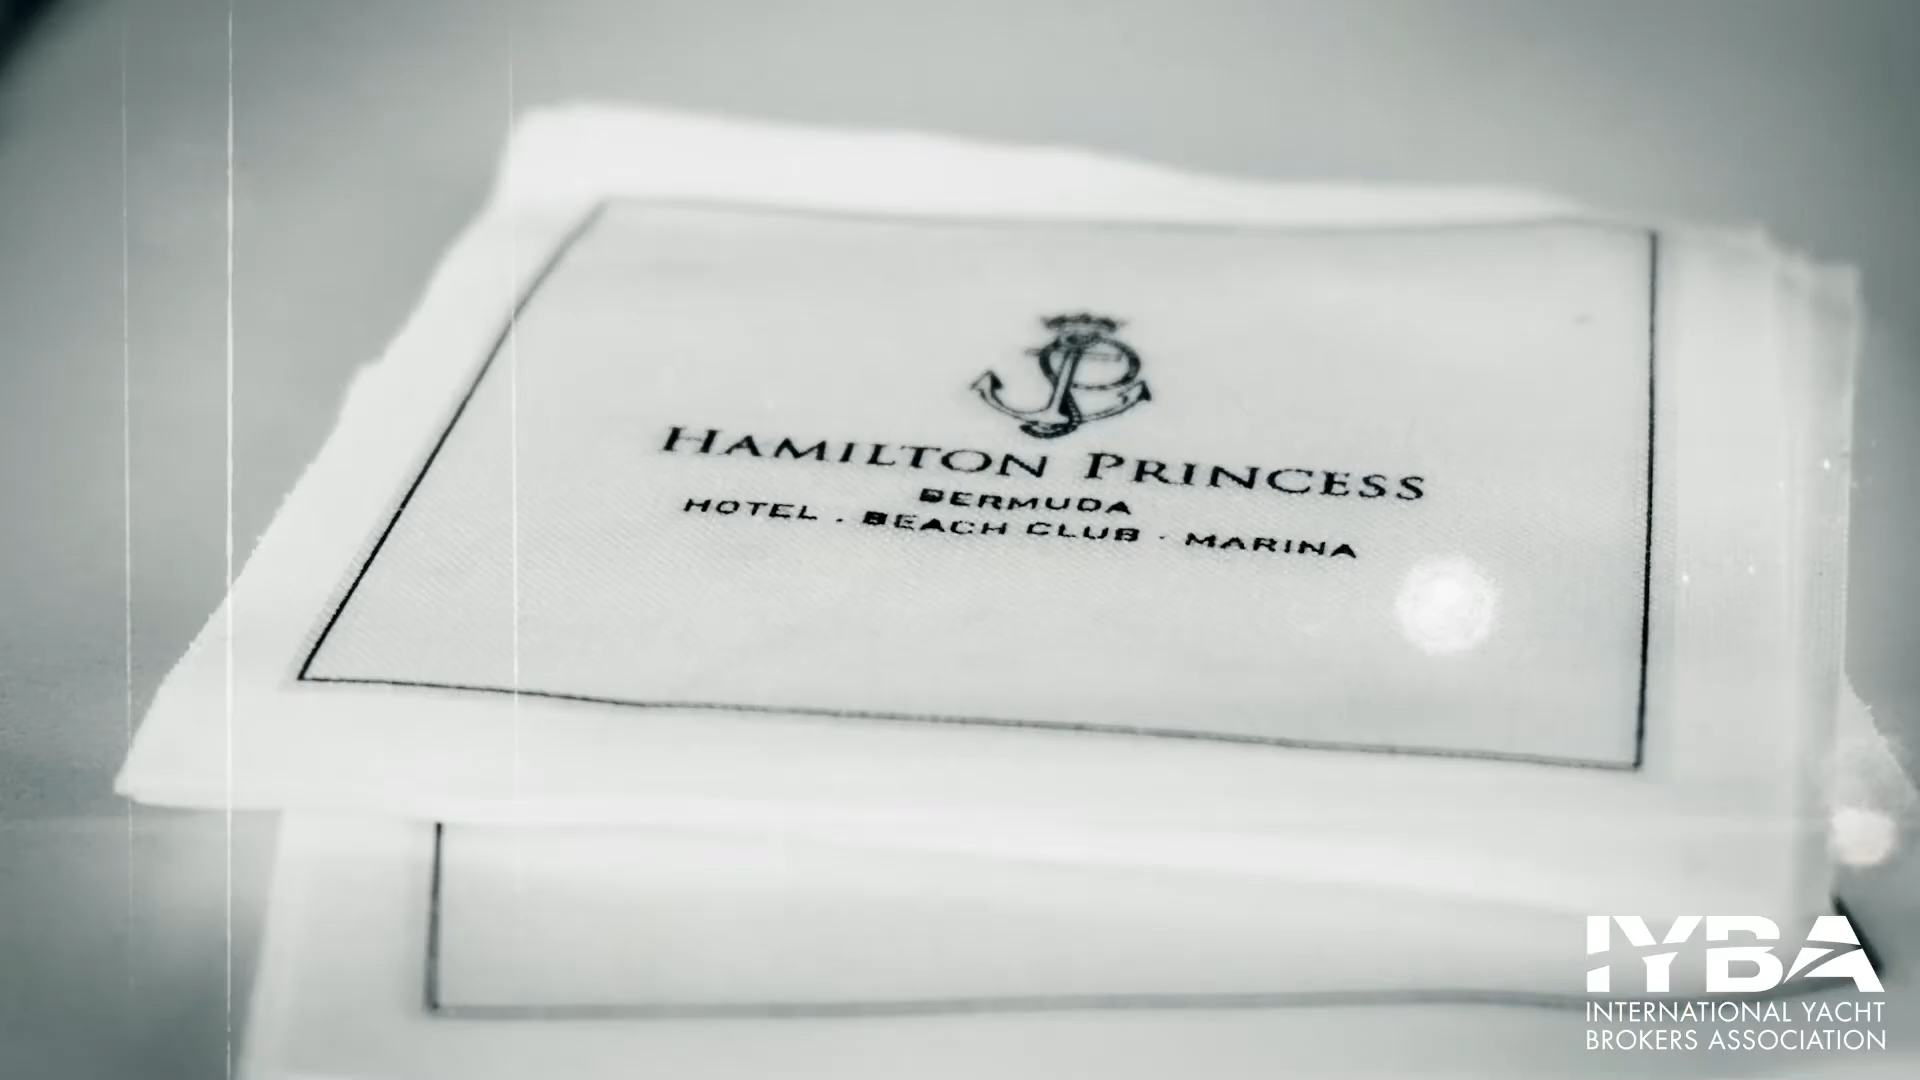 HAMILTON PRINCESS
BERMUDA
HOTEL · BEACH CLUB · MARINA
IYBA
INTERNATIONAL YACHT
BROKERS ASSOCIATION